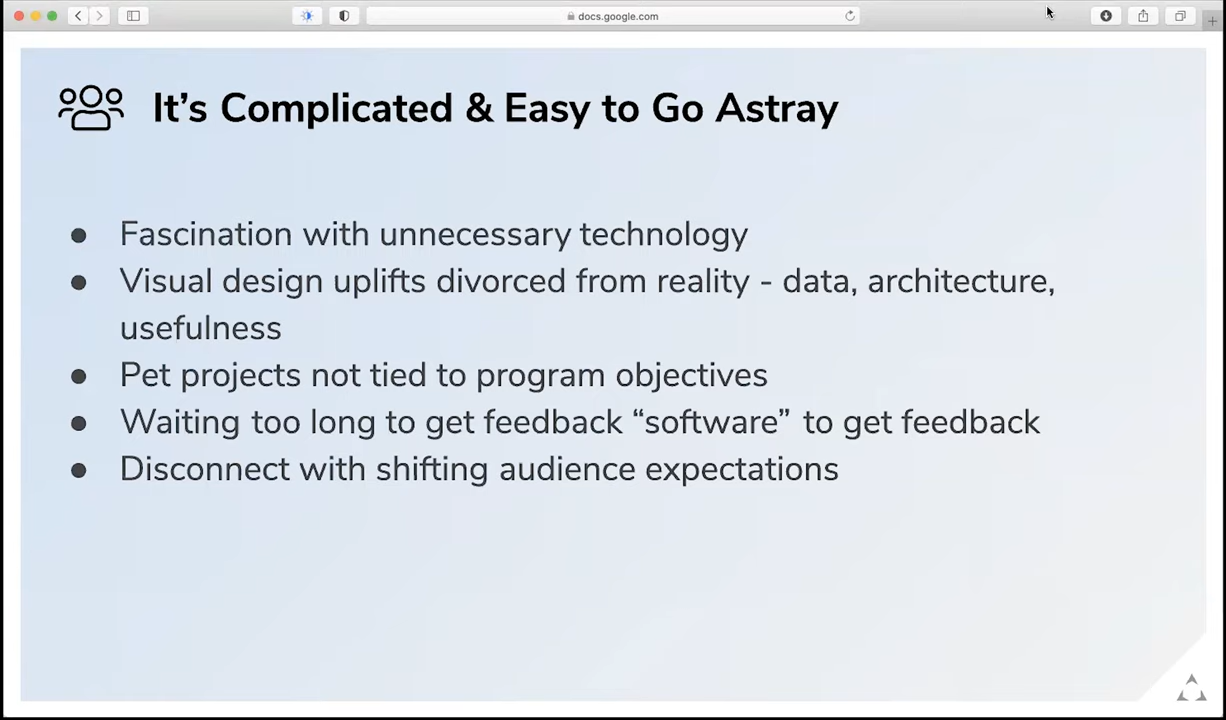 docs.google.com
It's Complicated & Easy to Go Astray
● Fascination with unnecessary technology
● Visual design uplifts divorced from reality - data, architecture,
usefulness
● Pet projects not tied to program objectives
● Waiting too long to get feedback “software” to get feedback
● Disconnect with shifting audience expectations